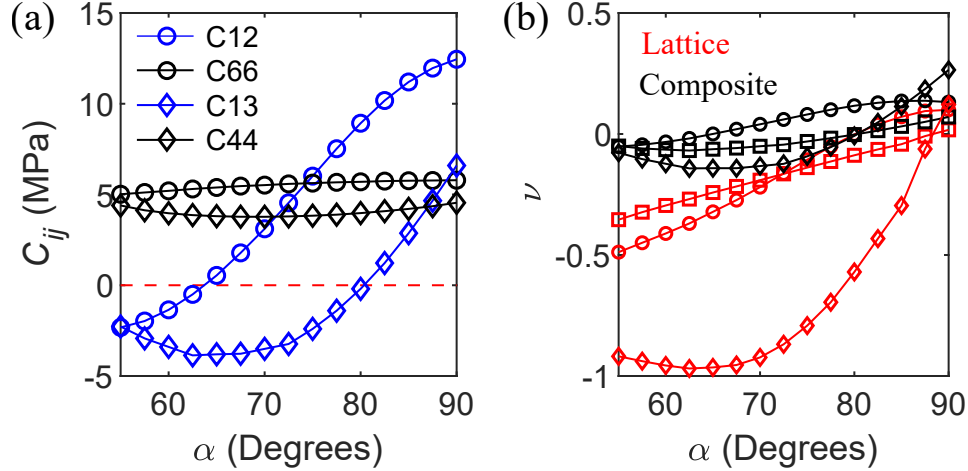 (a)
C12
C66
C13
C44
15
10
5
0
-5
C_ij (MPa)
60 70 80 90
α (Degrees)
(b)
Lattice
Composite
0.5
0
-0.5
-1
ν
60 70 80 90
α (Degrees)